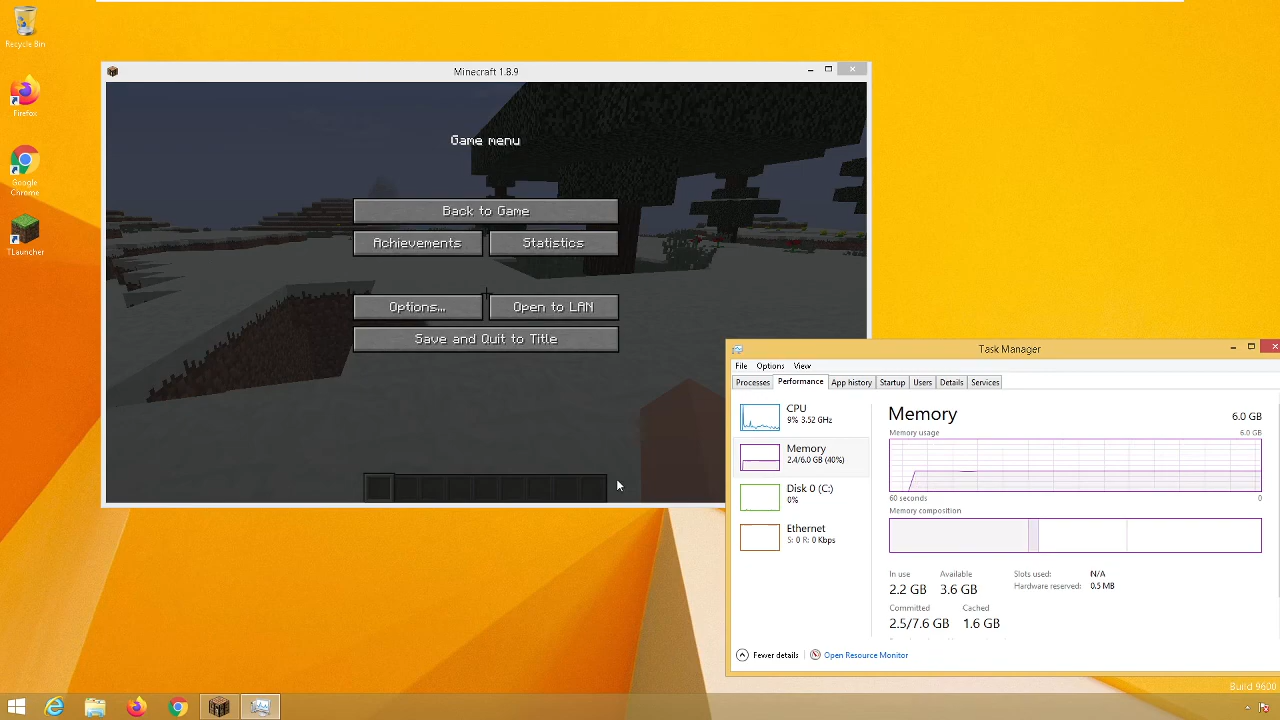 Recycle Bin
Firefox
Google
Chrome
TLauncher
Minecraft 1.8.9
Game menu
Back to Game
Achievements
Statistics
Options...
Open to LAN
Save and Quit to Title
Task Manager
File Options View
Processes Performance App history Startup Users Details Services
CPU
9% 3.52 GHz
Memory
2.4/6.0 GB (40%)
Disk 0 (C:)
0%
Ethernet
S: 0 R: 0 Kbps
Memory 6.0 GB
Memory usage 6.0 GB
60 seconds 0
Memory composition
In use Available Slots used: N/A
Hardware reserved: 0.5 MB
2.2 GB 3.6 GB
Committed Cached
2.5/7.6 GB 1.6 GB
Fewer details Open Resource Monitor
Build 9600